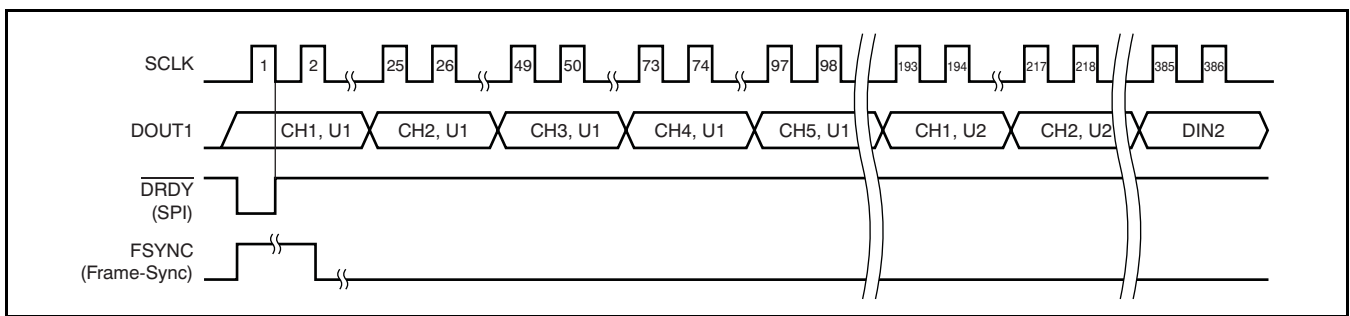 SCLK
1 2 25 26 49 50 73 74 97 98 193 194 217 218 385 386
DOUT1
CH1, U1 CH2, U1 CH3, U1 CH4, U1 CH5, U1 CH1, U2 CH2, U2 DIN2
DRDY
(SPI)
FSYNC
(Frame-Sync)